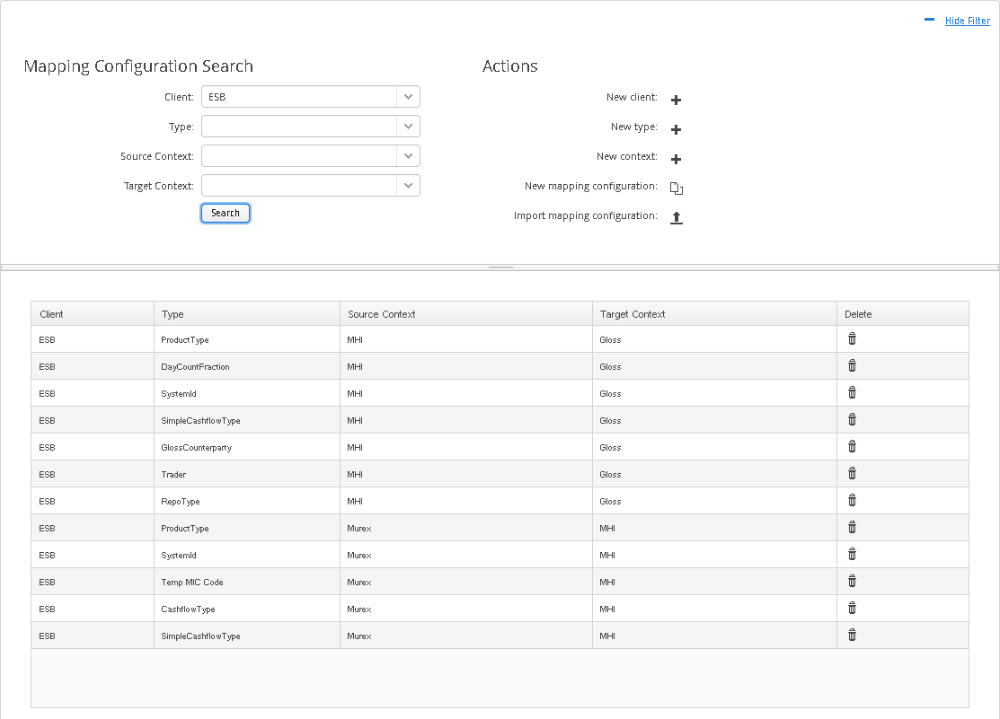 Hide Filter
Mapping Configuration Search
Actions
Client: ESB
New client:
Type:
New type:
Source Context:
New context:
Target Context:
New mapping configuration:
Search
Import mapping configuration:
Client Type Source Context Target Context Delete
ESB ProductType MHI Gloss
ESB DayCountFraction MHI Gloss
ESB SystemId MHI Gloss
ESB SimpleCashflowType MHI Gloss
ESB GlossCounterparty MHI Gloss
ESB Trader MHI Gloss
ESB RepoType MHI Gloss
ESB ProductType Murex MHI
ESB SystemId Murex MHI
ESB Temp MIC Code Murex MHI
ESB CashflowType Murex MHI
ESB SimpleCashflowType Murex MHI